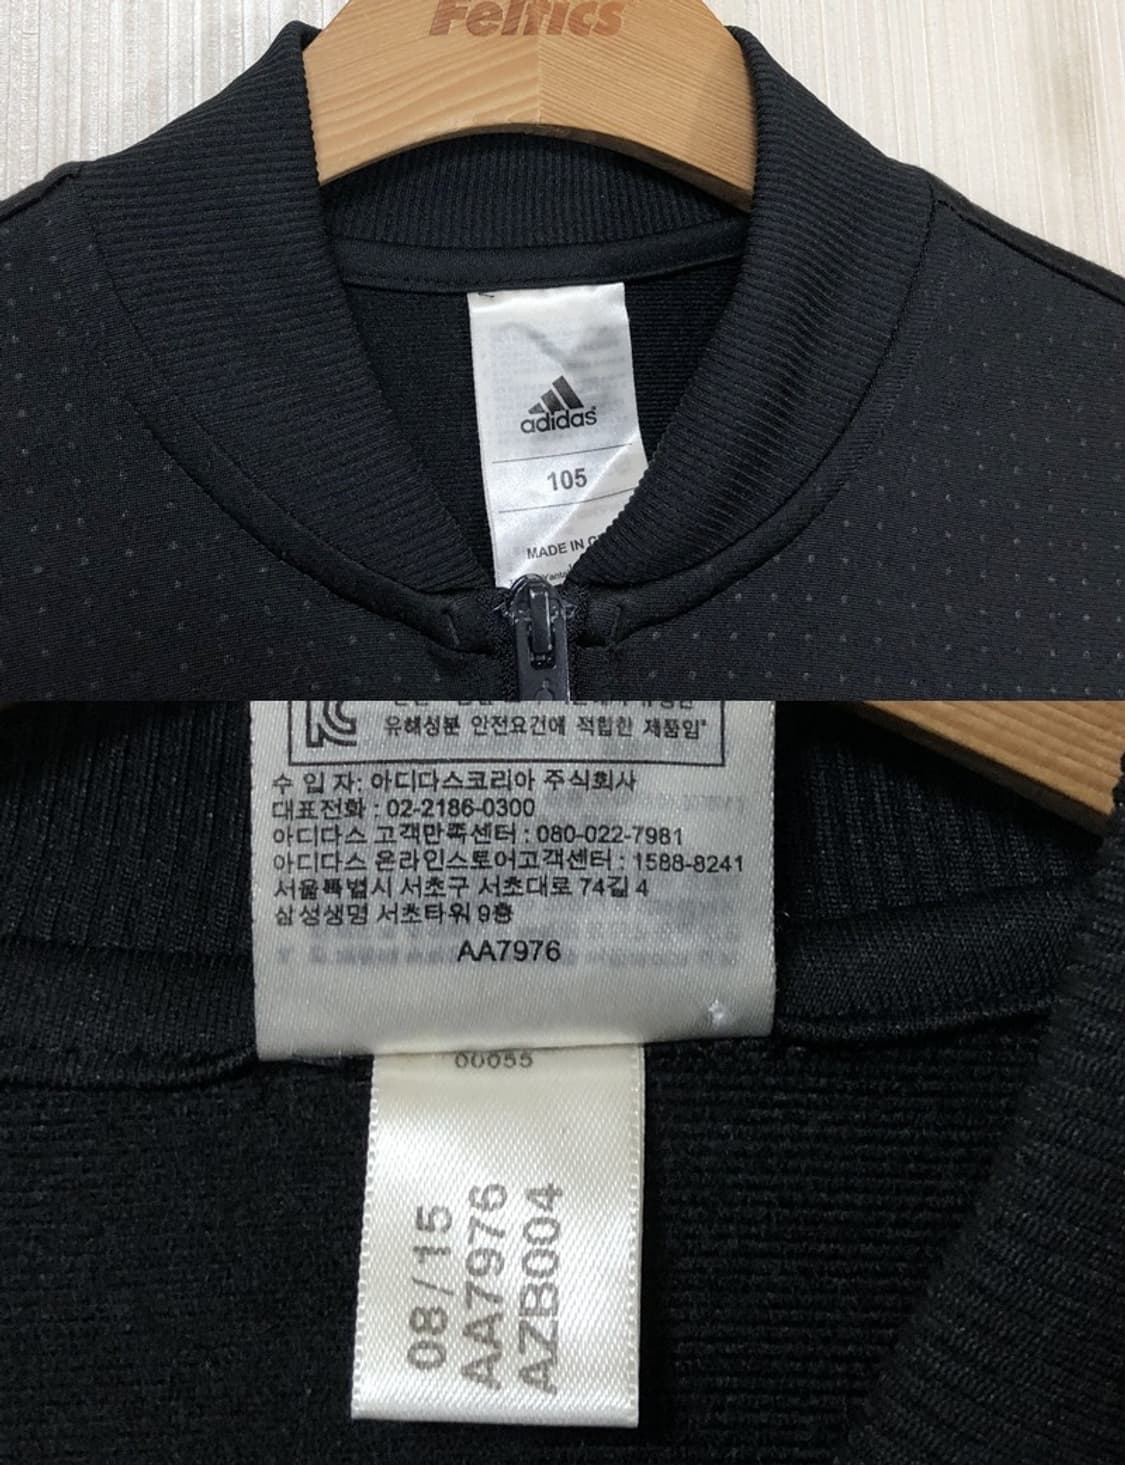 Feltics
adidas
105
MADE IN
유해성분 안전요건에 적합한 제품임"
수 입 자: 아디다스코리아 주식회사
대표전화 : 02-2186-0300
아디다스 고객만족센터 : 080-022-7981
아디다스 온라인스토어고객센터 : 1588-8241
서울특별시 서초구 서초대로 74길 4
삼성생명 서초타워 9층
AA7976
00055
08/15
AA7976
AZB004